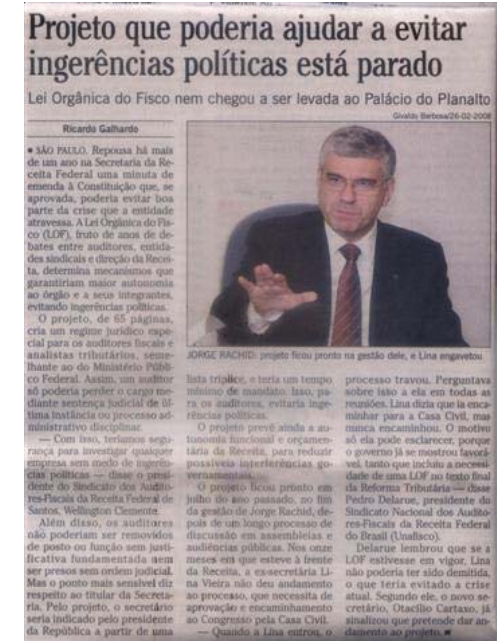 Projeto que poderia ajudar a evitar
ingerências políticas está parado
Lei Orgânica do Fisco nem chegou a ser levada ao Palácio do Planalto
Givaldo Barbosa/26-02-2008
Ricardo Galhardo
• SÃO PAULO. Repousa há mais
de um ano na Secretaria da Re-
ceita Federal uma minuta de
emenda à Constituição que, se
aprovada, poderia evitar boa
parte da crise que a entidade
atravessa. A Lei Orgânica do Fis-
co (LOF), fruto de anos de de-
bates entre auditores, entida-
des sindicais e direção da Recei-
ta, determina mecanismos que
garantiriam maior autonomia
ao órgão e a seus integrantes,
evitando ingerências políticas.
O projeto, de 65 páginas,
cria um regime jurídico espe-
cial para os auditores fiscais e
analistas tributários, seme-
lhante ao do Ministério Públi-
co Federal. Assim, um auditor
só poderia perder o cargo me-
diante sentença judicial de úl-
tima instância ou processo ad-
ministrativo disciplinar.
— Com isso, teríamos segu-
rança para investigar qualquer
empresa sem medo de ingerên-
cias políticas — disse o presi-
dente do Sindicato dos Audito-
res-Fiscais da Receita Federal de
Santos, Wellington Clemente.
Além disso, os auditores
não poderiam ser removidos
de posto ou função sem justi-
ficativa fundamentada nem
ser presos sem ordem judicial.
Mas o ponto mais sensível diz
respeito ao titular da Secreta-
ria. Pelo projeto, o secretário
seria indicado pelo presidente
da República a partir de uma
JORGE RACHID: projeto ficou pronto na gestão dele, e Lina engavetou
lista tríplice, e teria um tempo
mínimo de mandato. Isso, pa-
ra os auditores, evitaria inge-
rências políticas.
O projeto prevê ainda a au-
tonomia funcional e orçamen-
tária da Receita, para reduzir
possíveis interferências go-
vernamentais.
O projeto ficou pronto em
julho do ano passado, no fim
da gestão de Jorge Rachid, de-
pois de um longo processo de
discussão em assembleias e
audiências públicas. Nos onze
meses em que esteve à frente
da Receita, a ex-secretária Li-
na Vieira não deu andamento
ao processo, que necessita de
aprovação e encaminhamento
ao Congresso pela Casa Civil.
— Quando a Lina entrou, o
processo travou. Perguntava
sobre isso a ela em todas as
reuniões. Lina dizia que ia enca-
minhar para a Casa Civil, mas
nunca encaminhou. O motivo
só ela pode esclarecer, porque
o governo já se mostrou favorá-
vel, tanto que incluiu a necessi-
dade de uma LOF no texto final
da Reforma Tributária — disse
Pedro Delarue, presidente do
Sindicato Nacional dos Audito-
res-Fiscais da Receita Federal
do Brasil (Unafisco).
Delarue lembrou que se a
LOF estivesse em vigor, Lina
não poderia ter sido demitida,
o que teria evitado a crise
atual. Segundo ele, o novo se-
cretário, Otacílio Cartaxo, já
sinalizou que pretende dar an-
damento ao projeto. ■